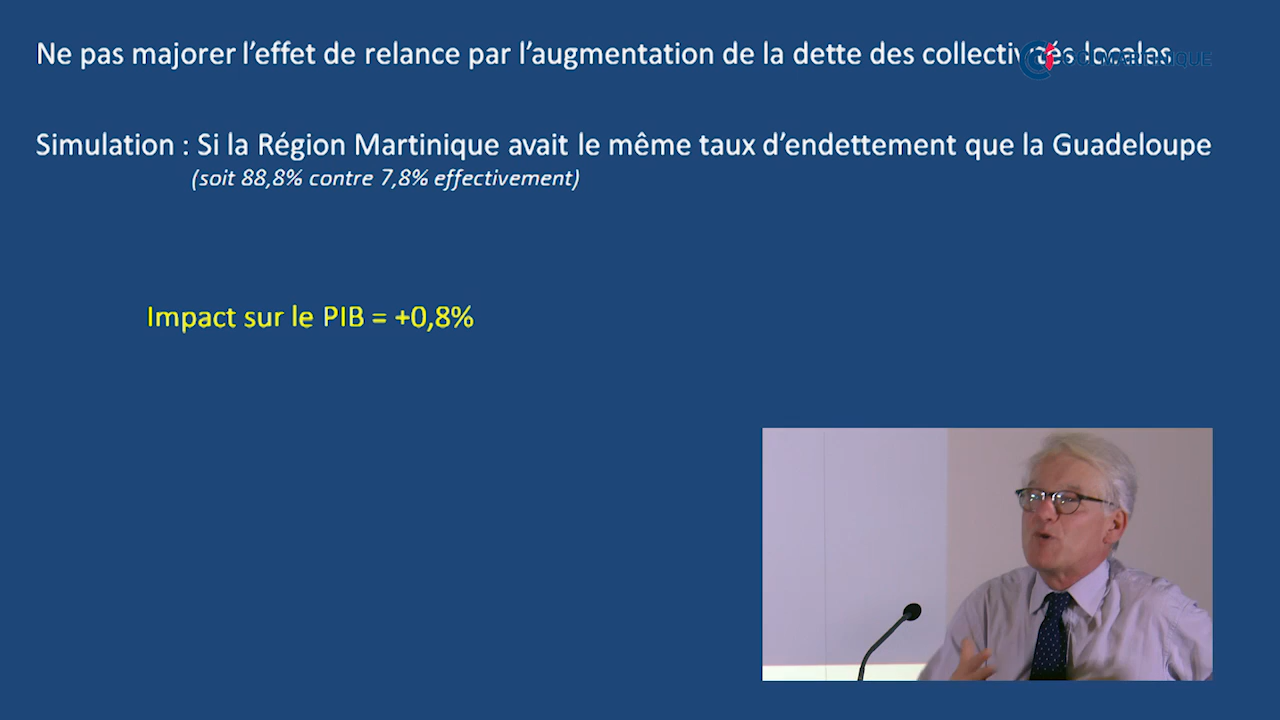 Ne pas majorer l’effet de relance par l’augmentation de la dette des collectivités locales
CCI MARTINIQUE
Simulation : Si la Région Martinique avait le même taux d’endettement que la Guadeloupe
(soit 88,8% contre 7,8% effectivement)
Impact sur le PIB = +0,8%